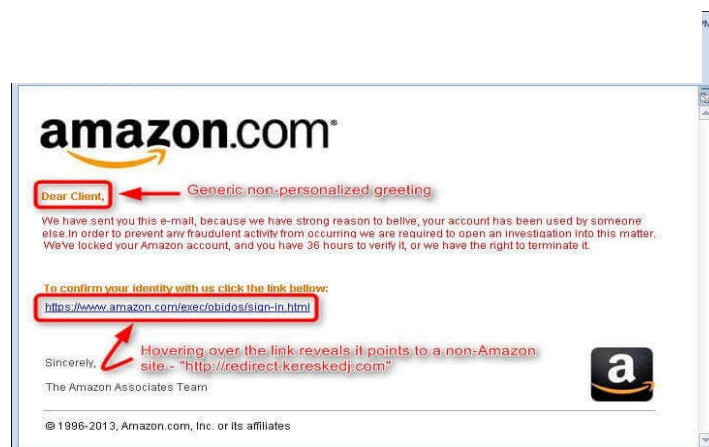 amazon.com®
Dear Client,
Generic non-personalized greeting
We have sent you this e-mail, because we have strong reason to belive, your account has been used by someone
else.In order to prevent any fraudulent activity from occurring we are required to open an investigation into this matter.
We've locked your Amazon account, and you have 36 hours to verify it, or we have the right to terminate it.
To confirm your identity with us click the link bellow:
https://www.amazon.com/exec/obidos/sign-in.html
Hovering over the link reveals it points to a non-Amazon
site - "http://redirect.kereskedj.com"
Sincerely,
The Amazon Associates Team
a
© 1996-2013, Amazon.com, Inc. or its affiliates